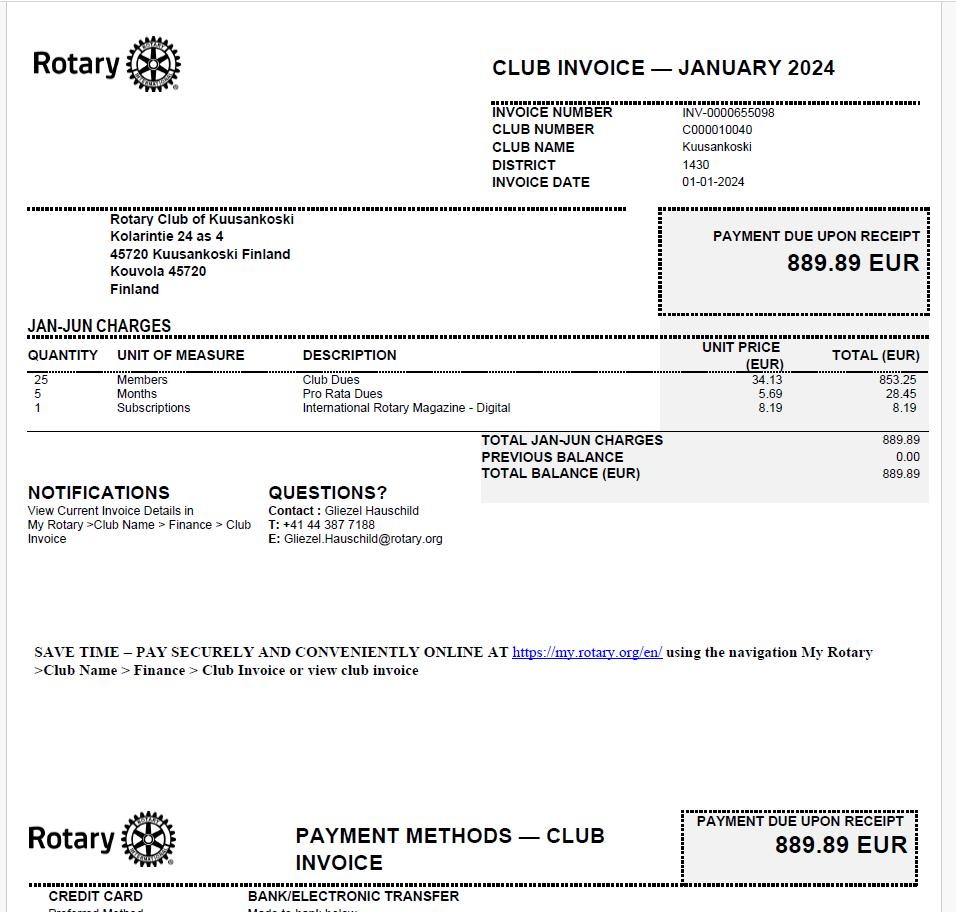 Rotary
CLUB INVOICE — JANUARY 2024
INVOICE NUMBER INV-0000655098
CLUB NUMBER C000010040
CLUB NAME Kuusankoski
DISTRICT 1430
INVOICE DATE 01-01-2024
Rotary Club of Kuusankoski
Kolarintie 24 as 4
45720 Kuusankoski Finland
Kouvola 45720
Finland
PAYMENT DUE UPON RECEIPT
889.89 EUR
JAN-JUN CHARGES
QUANTITY UNIT OF MEASURE DESCRIPTION UNIT PRICE (EUR) TOTAL (EUR)
25 Members Club Dues 34.13 853.25
5 Months Pro Rata Dues 5.69 28.45
1 Subscriptions International Rotary Magazine - Digital 8.19 8.19
TOTAL JAN-JUN CHARGES 889.89
PREVIOUS BALANCE 0.00
TOTAL BALANCE (EUR) 889.89
NOTIFICATIONS
View Current Invoice Details in
My Rotary >Club Name > Finance > Club
Invoice
QUESTIONS?
Contact : Gliezel Hauschild
T: +41 44 387 7188
E: Gliezel.Hauschild@rotary.org
SAVE TIME – PAY SECURELY AND CONVENIENTLY ONLINE AT https://my.rotary.org/en/ using the navigation My Rotary
>Club Name > Finance > Club Invoice or view club invoice
Rotary
PAYMENT METHODS — CLUB
INVOICE
PAYMENT DUE UPON RECEIPT
889.89 EUR
CREDIT CARD BANK/ELECTRONIC TRANSFER